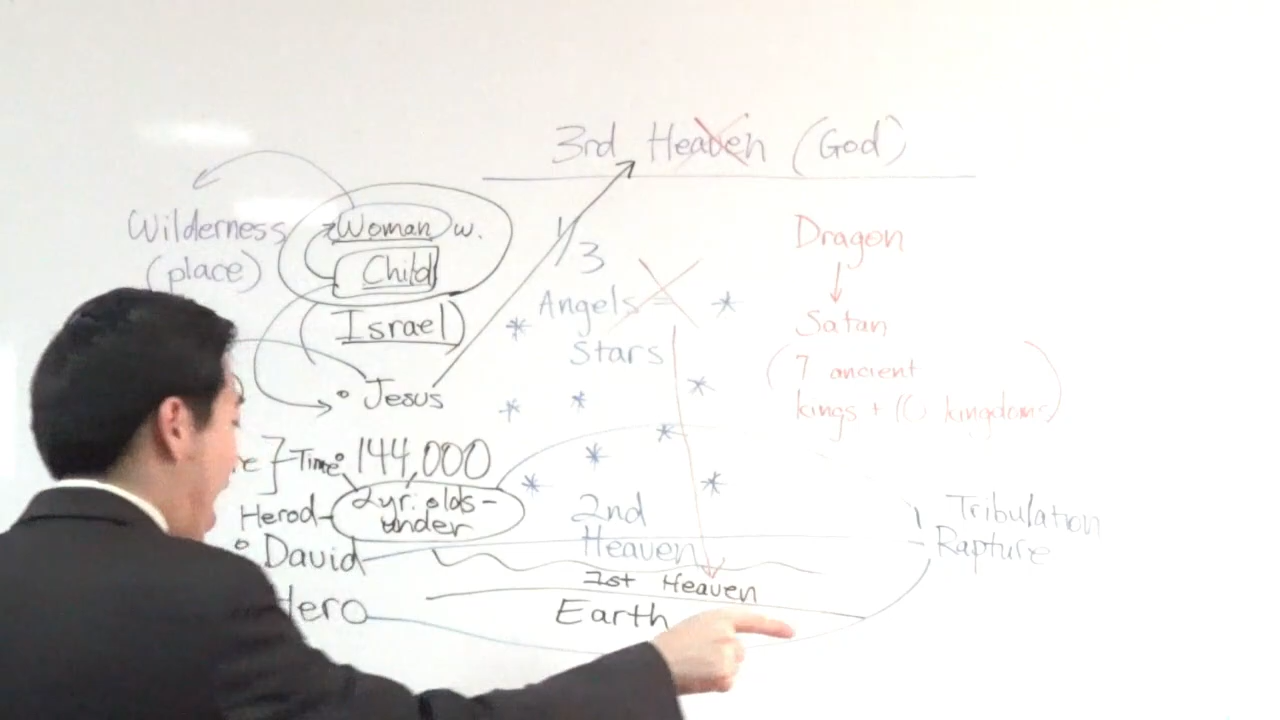 3rd Heaven (God)
Wilderness
(place)
Woman w.
Child
(Israel)
Jesus
1/3
Angels =
Stars
Dragon
Satan
(7 ancient
kings + 10 kingdoms)
Time
144,000
Herod
2yr. olds -
under
David
2nd
Heaven
1st Heaven
Earth
Tribulation
Rapture